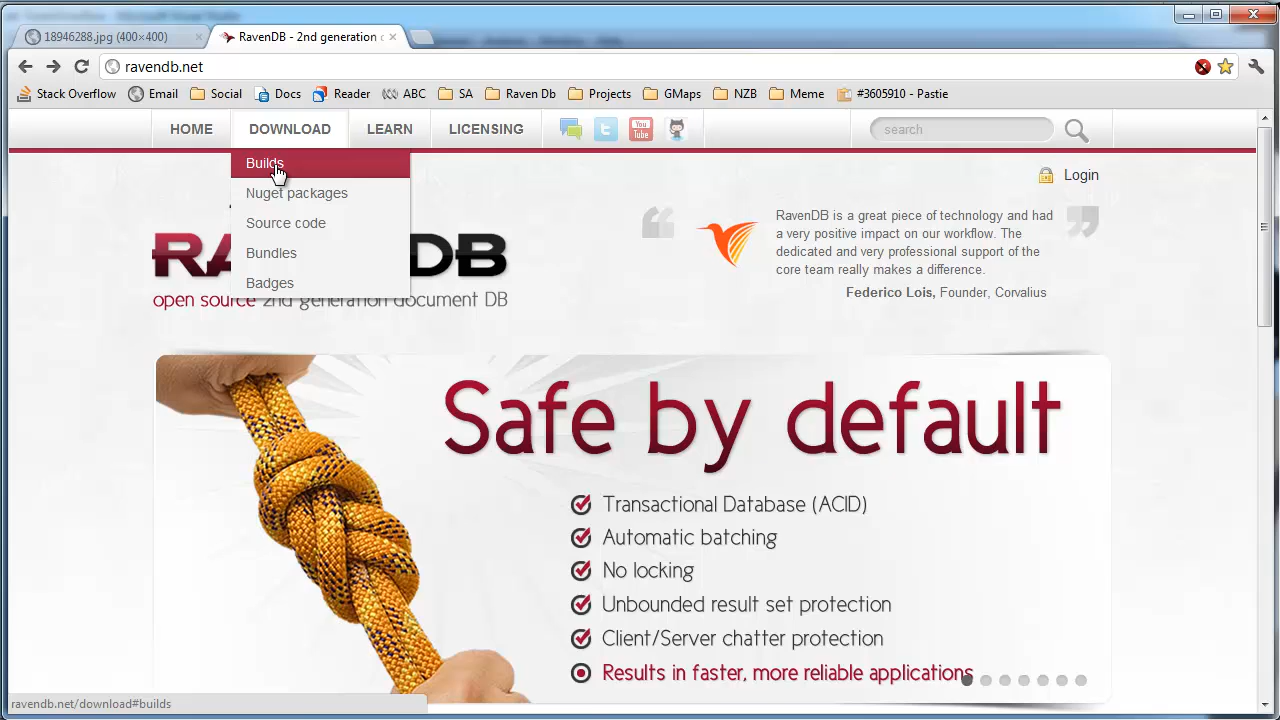 18946288.jpg (400×400)
RavenDB - 2nd generation
ravendb.net
Stack Overflow Email Social Docs Reader ABC SA Raven Db Projects GMaps NZB Meme #3605910 - Pastie
HOME DOWNLOAD LEARN LICENSING search
Builds
Nuget packages
Source code
Bundles
Badges
Login
RavenDB is a great piece of technology and had
a very positive impact on our workflow. The
dedicated and very professional support of the
core team really makes a difference.
Federico Lois, Founder, Corvalius
DB
open source 2nd generation document DB
Safe by default
Transactional Database (ACID)
Automatic batching
No locking
Unbounded result set protection
Client/Server chatter protection
Results in faster, more reliable applications
ravendb.net/download#builds